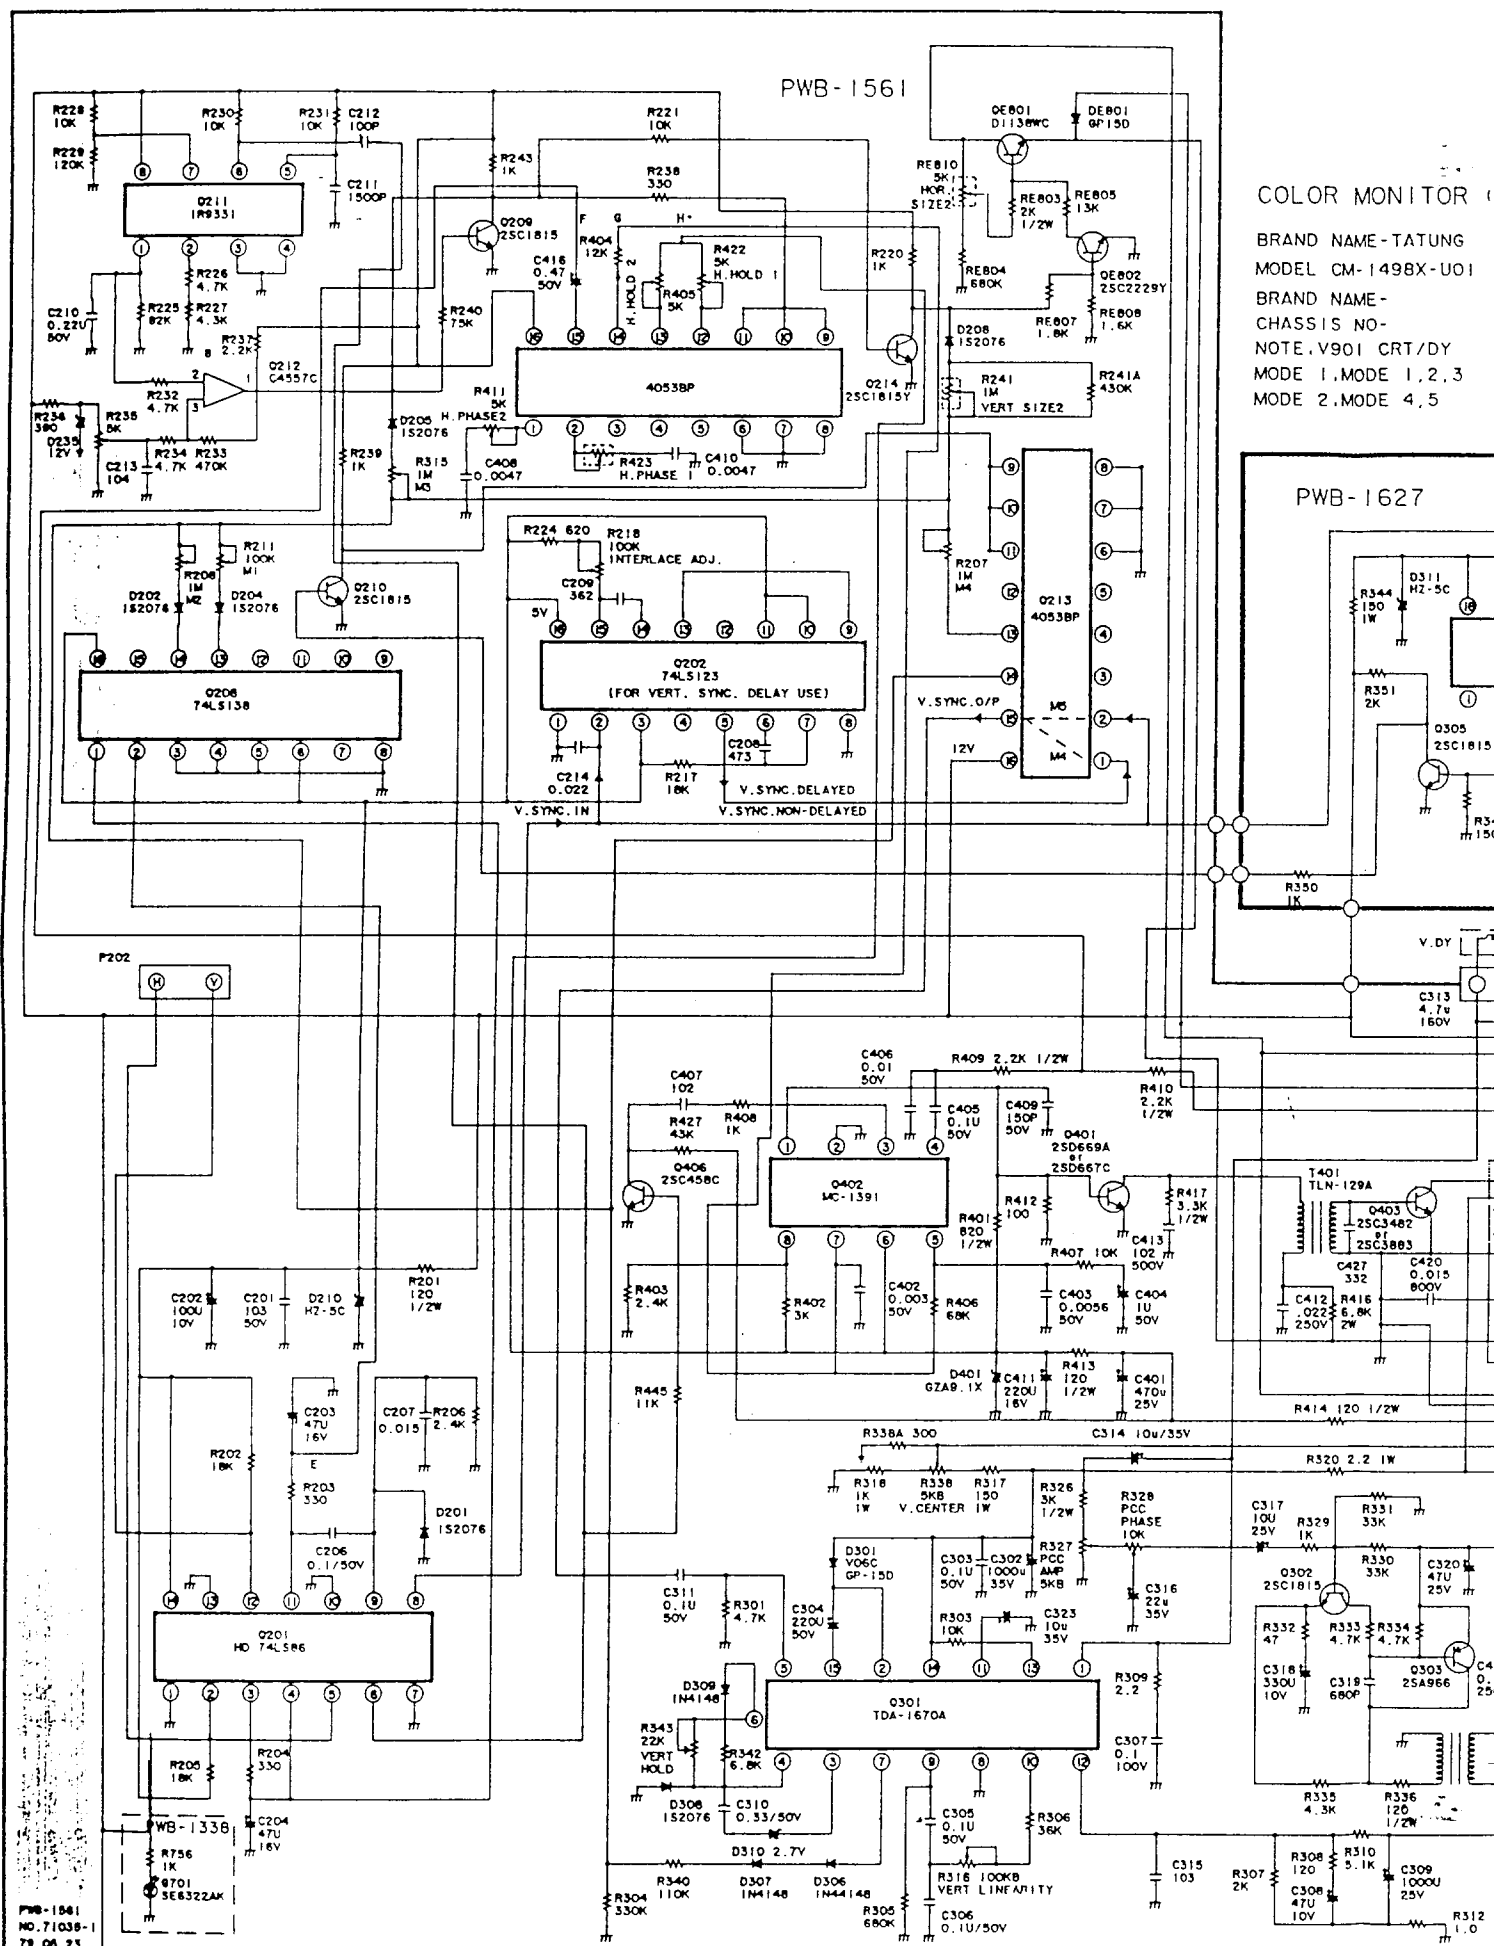 PWB-1561
COLOR MONITOR (
BRAND NAME-TATUNG
MODEL CM-1498X-U01
BRAND NAME-
CHASSIS NO-
NOTE.V901 CRT/DY
MODE 1.MODE 1,2,3
MODE 2.MODE 4,5
PWB-1627
R228
10K
R229
120K
R230
10K
R231
10K
C212
100P
C211
1500P
Q211
IR9331
R243
1K
Q209
2SC1815
R221
10K
R238
330
F
G
H+
R404
12K
C416
0.47
50V
H.HOLD 2
R405
5K
R422
5K
H.HOLD 1
R220
1K
QE801
D1138WC
DE801
GP15D
RE810
5K
HOR.
SIZE2
RE803
2K
1/2W
RE805
13K
RE804
680K
QE802
2SC2229Y
RE807
1.8K
RE808
1.6K
R226
4.7K
R225
82K
R227
4.3K
C210
0.22U
50V
R237
2.2K
R240
75K
Q212
C4557C
R232
4.7K
R236
390
R235
5K
D235
12V
C213
104
R234
4.7K
R233
470K
R239
1K
D205
1S2076
R315
1M
M3
R411
5K
H.PHASE2
C408
0.0047
4053BP
R423
H.PHASE 1
C410
0.0047
Q214
2SC1815Y
D208
1S2076
R241
1M
VERT SIZE2
R241A
430K
R211
100K
M1
R208
1M
M2
D202
1S2076
D204
1S2076
Q210
2SC1815
R224 620
R218
100K
INTERLACE ADJ.
C209
362
5V
R207
1M
M4
Q213
4053BP
Q208
74LS138
Q202
74LS123
(FOR VERT. SYNC. DELAY USE)
V.SYNC.O/P
M5
M4
12V
C214
0.022
R217
18K
C208
473
V.SYNC.DELAYED
V.SYNC.IN
V.SYNC.NON-DELAYED
R344
150
1W
D311
HZ-5C
R351
2K
Q305
2SC1815
R350
1K
V.DY
C313
4.7u
160V
P202
H
V
C407
102
R427
43K
R408
1K
Q406
2SC458C
C406
0.01
50V
R409 2.2K 1/2W
C405
0.1U
50V
C409
150P
50V
R410
2.2K
1/2W
Q401
2SD669A
or
2SD667C
Q402
MC-1391
R401
820
1/2W
R412
100
R417
3.3K
1/2W
C413
102
500V
T401
TLN-129A
Q403
2SC3482
or
2SC3883
C427
332
C420
0.015
800V
C412
.022
250V
R416
6.8K
2W
R407 10K
R403
2.4K
R402
3K
C402
0.003
50V
R406
68K
C403
0.0056
50V
C404
1U
50V
C202
100U
10V
C201
103
50V
D210
HZ-5C
R201
120
1/2W
D401
GZA9.1X
C411
220U
16V
R413
120
1/2W
C401
470u
25V
R414 120 1/2W
R445
11K
C203
47U
16V
C207
0.015
R206
2.4K
R202
18K
E
R203
330
D201
1S2076
C206
0.1/50V
R338A 300
C314 10u/35V
R318
1K
1W
R338
5KB
V.CENTER
R317
150
1W
R326
3K
1/2W
R328
PCC
PHASE
10K
R320 2.2 1W
R331
33K
C317
10U
25V
R329
1K
R330
33K
C320
47U
25V
Q302
2SC1815
D301
V06C
GP-15D
C303
0.1U
50V
C302
1000u
35V
R327
PCC
AMP
5KB
C316
22u
35V
C311
0.1U
50V
R301
4.7K
C304
220U
50V
R303
10K
C323
10u
35V
R332
47
R333
4.7K
R334
4.7K
C318
330U
10V
C319
680P
Q303
2SA966
Q201
HD 74LS86
Q301
TDA-1670A
R309
2.2
C307
0.1
100V
D309
1N4148
R343
22K
VERT
HOLD
R342
6.8K
D308
1S2076
C310
0.33/50V
D310 2.7V
C305
0.1U
50V
R306
36K
R205
18K
R204
330
C204
47U
16V
R304
330K
R340
110K
D307
1N4148
D306
1N44148
R305
680K
R316 100KB
VERT LINEARITY
C306
0.1U/50V
C315
103
R307
2K
R308
120
C308
47U
10V
R310
5.1K
C309
1000U
25V
R335
4.3K
R336
120
1/2W
R312
1.0
WB-1338
R756
1K
9701
SE6322AK
PWB-1561
NO.71036-1